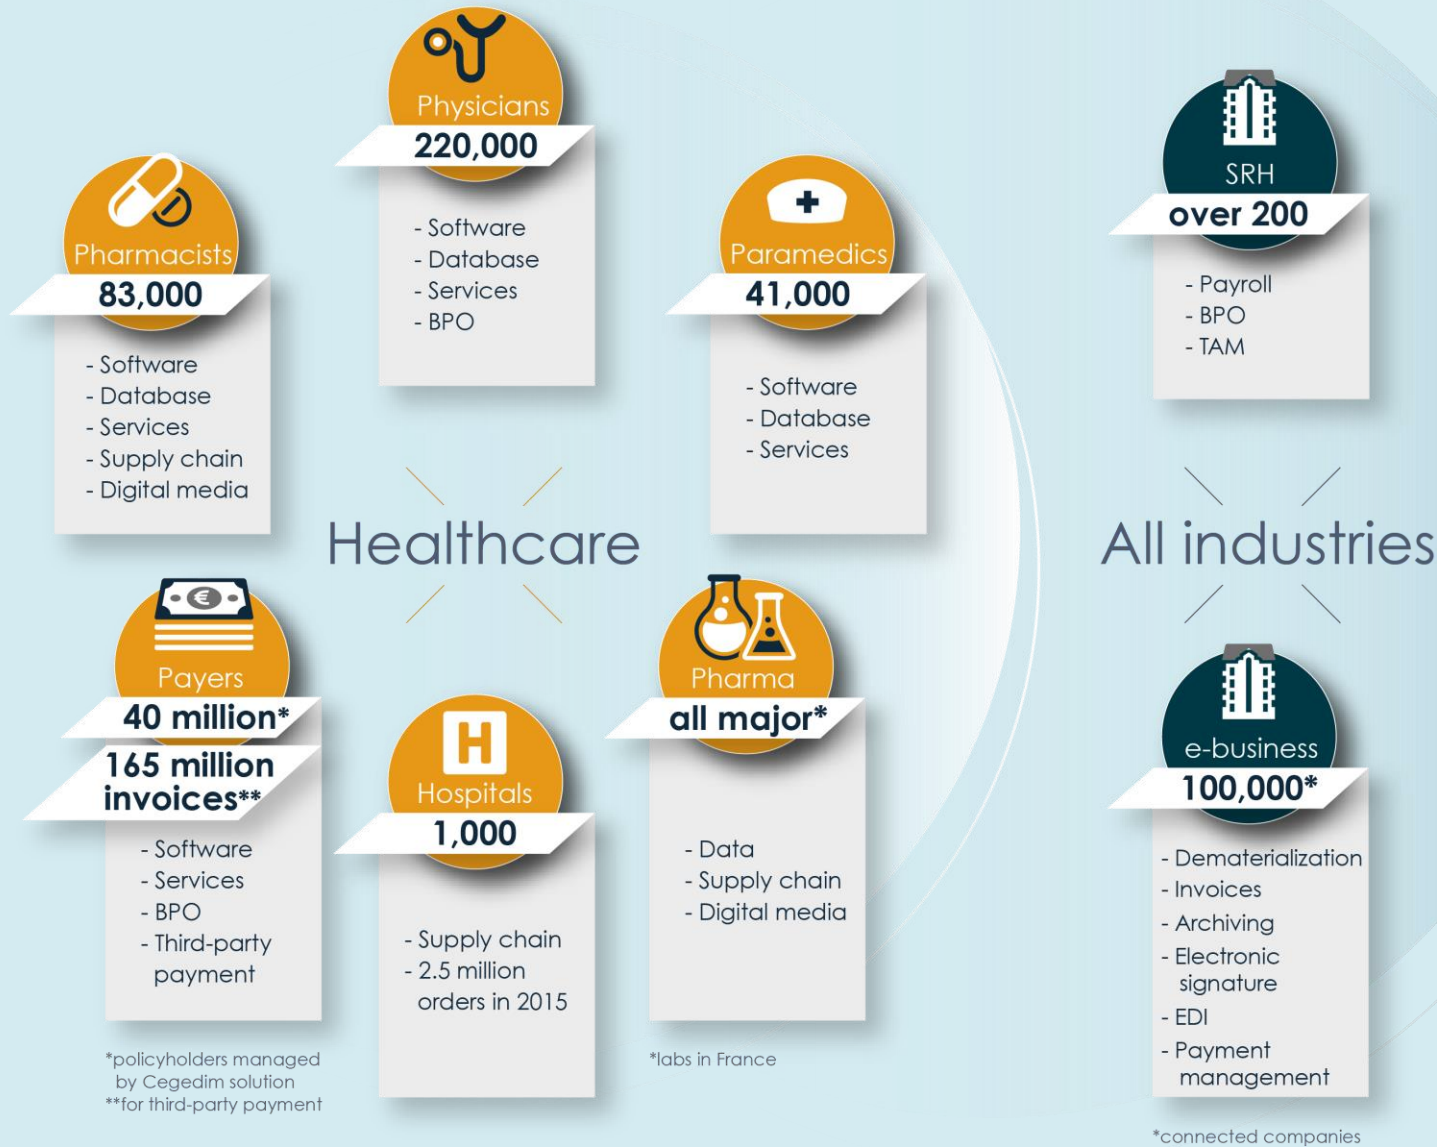 Physicians
220,000
- Software
- Database
- Services
- BPO
Pharmacists
83,000
- Software
- Database
- Services
- Supply chain
- Digital media
Paramedics
41,000
- Software
- Database
- Services
SRH
over 200
- Payroll
- BPO
- TAM
Healthcare
All industries
Payers
40 million*
165 million
invoices**
- Software
- Services
- BPO
- Third-party
payment
*policyholders managed
by Cegedim solution
**for third-party payment
H
Hospitals
1,000
- Supply chain
- 2.5 million
orders in 2015
Pharma
all major*
- Data
- Supply chain
- Digital media
*labs in France
e-business
100,000*
- Dematerialization
- Invoices
- Archiving
- Electronic
signature
- EDI
- Payment
management
*connected companies